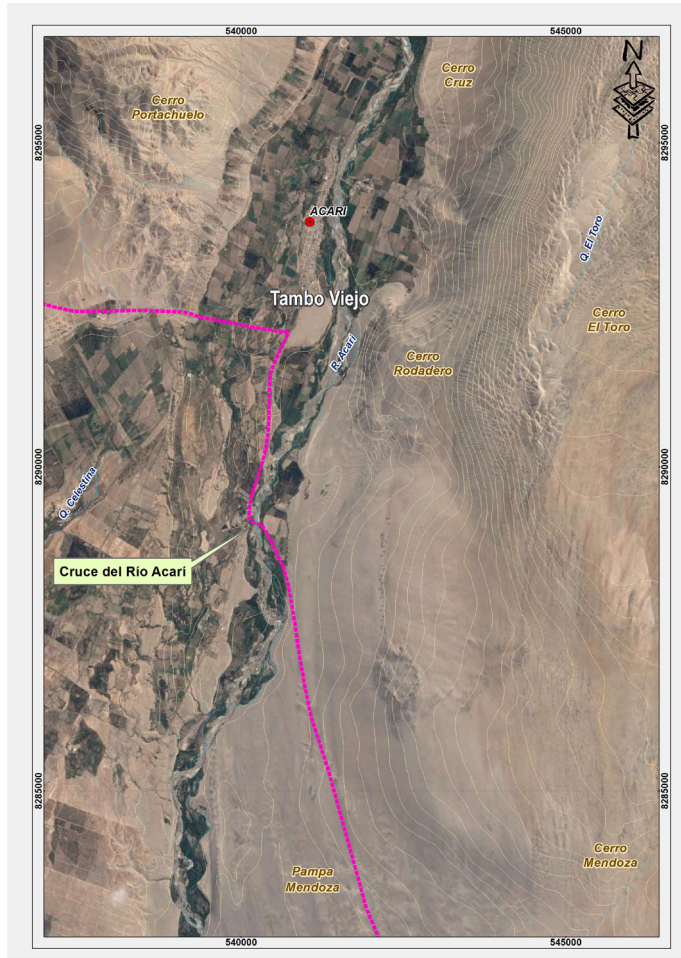 540000
545000
N
Cerro
Cruz
Cerro
Portachuelo
8295000
8295000
ACARI
Q. El Toro
Tambo Viejo
Cerro
El Toro
R. Acarí
Cerro
Rodadero
8290000
8290000
Q. Celestina
Cruce del Río Acarí
8285000
8285000
Cerro
Mendoza
Pampa
Mendoza
540000
545000